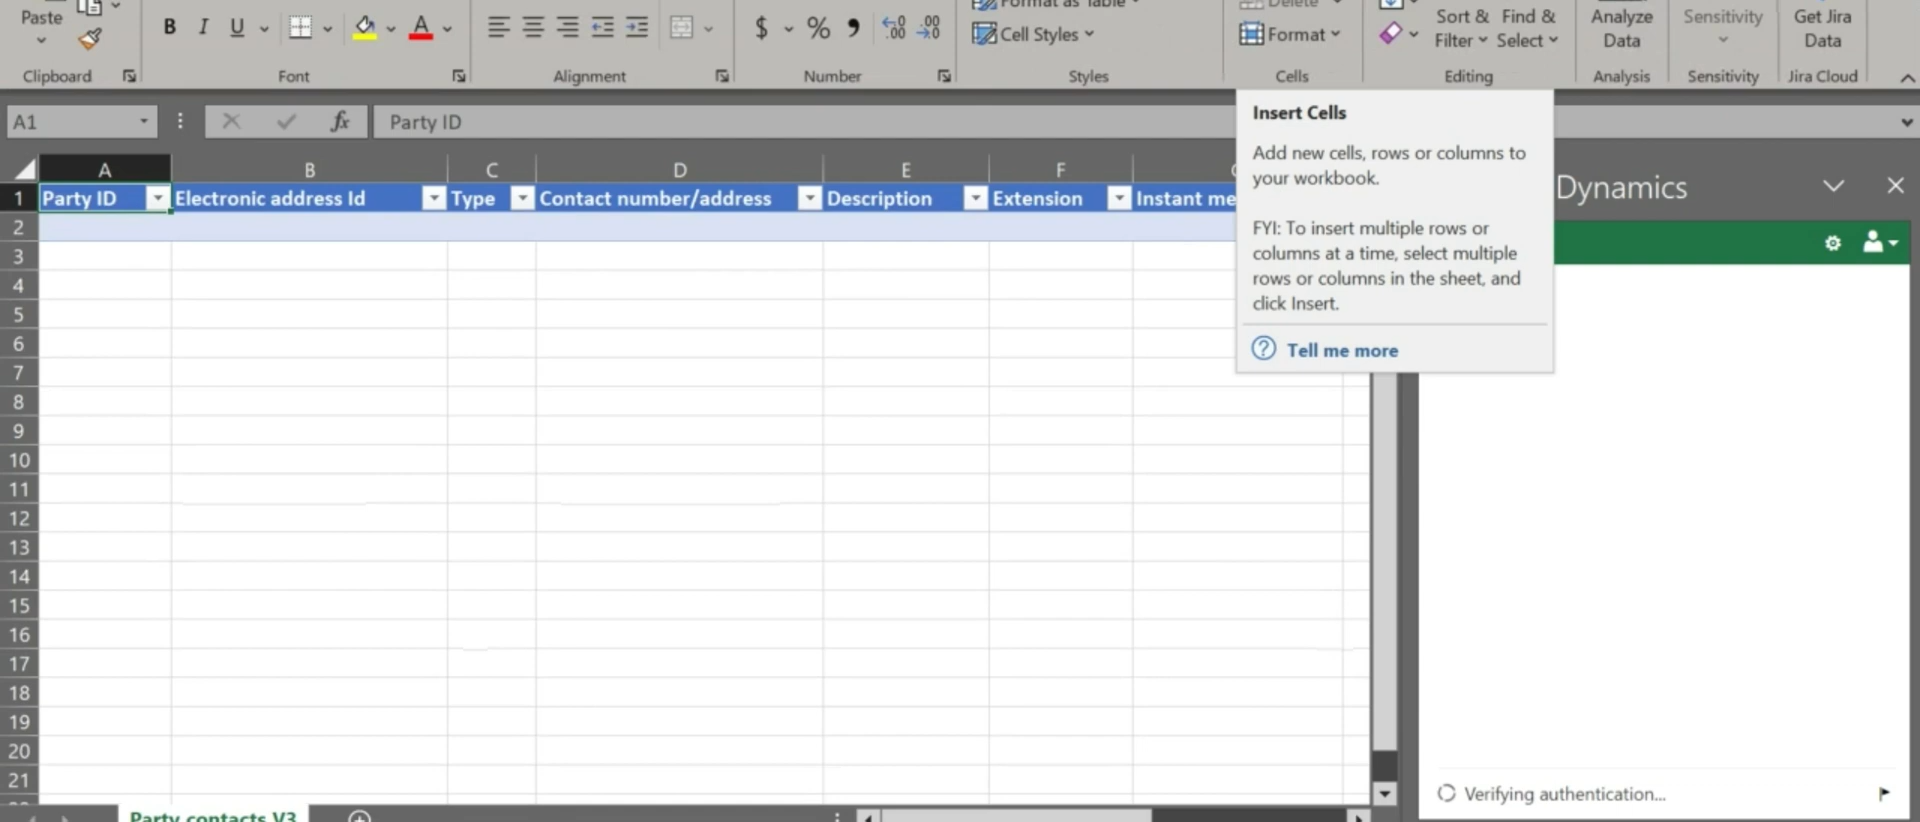 Paste
Format as Table
Delete
B I U A
$ % 9
Cell Styles
Format
Sort & Filter
Find & Select
Analyze Data
Sensitivity
Get Jira Data
Clipboard
Font
Alignment
Number
Styles
Cells
Editing
Analysis
Sensitivity
Jira Cloud
A1
fx
Party ID
Insert Cells
Add new cells, rows or columns to
your workbook.
FYI: To insert multiple rows or
columns at a time, select multiple
rows or columns in the sheet, and
click Insert.
Tell me more
Dynamics
A B C D E F
1 Party ID Electronic address Id Type Contact number/address Description Extension Instant me
2
3
4
5
6
7
8
9
10
11
12
13
14
15
16
17
18
19
20
21
Verifying authentication...
Party contacts V3